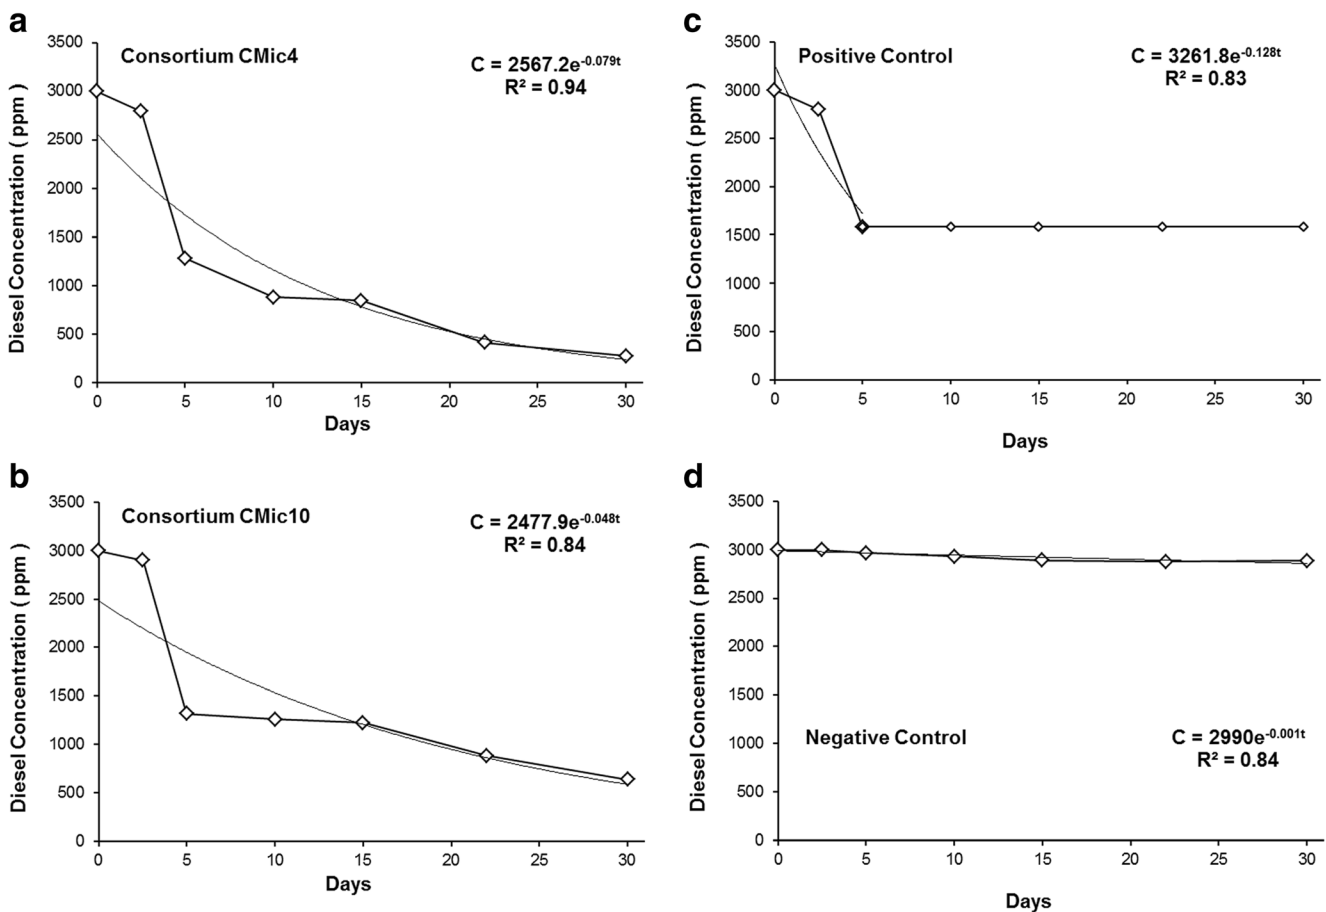 a
Consortium CMic4
C = 2567.2e^-0.079t
R² = 0.94
Diesel Concentration ( ppm )
3500
3000
2500
2000
1500
1000
500
0
0 5 10 15 20 25 30
Days
c
Positive Control
C = 3261.8e^-0.128t
R² = 0.83
Diesel Concentration ( ppm )
3500
3000
2500
2000
1500
1000
500
0
0 5 10 15 20 25 30
Days
b
Consortium CMic10
C = 2477.9e^-0.048t
R² = 0.84
Diesel Concentration ( ppm )
3500
3000
2500
2000
1500
1000
500
0
0 5 10 15 20 25 30
Days
d
Diesel Concentration ( ppm )
3500
3000
2500
2000
1500
1000
500
0
Negative Control
C = 2990e^-0.001t
R² = 0.84
0 5 10 15 20 25 30
Days